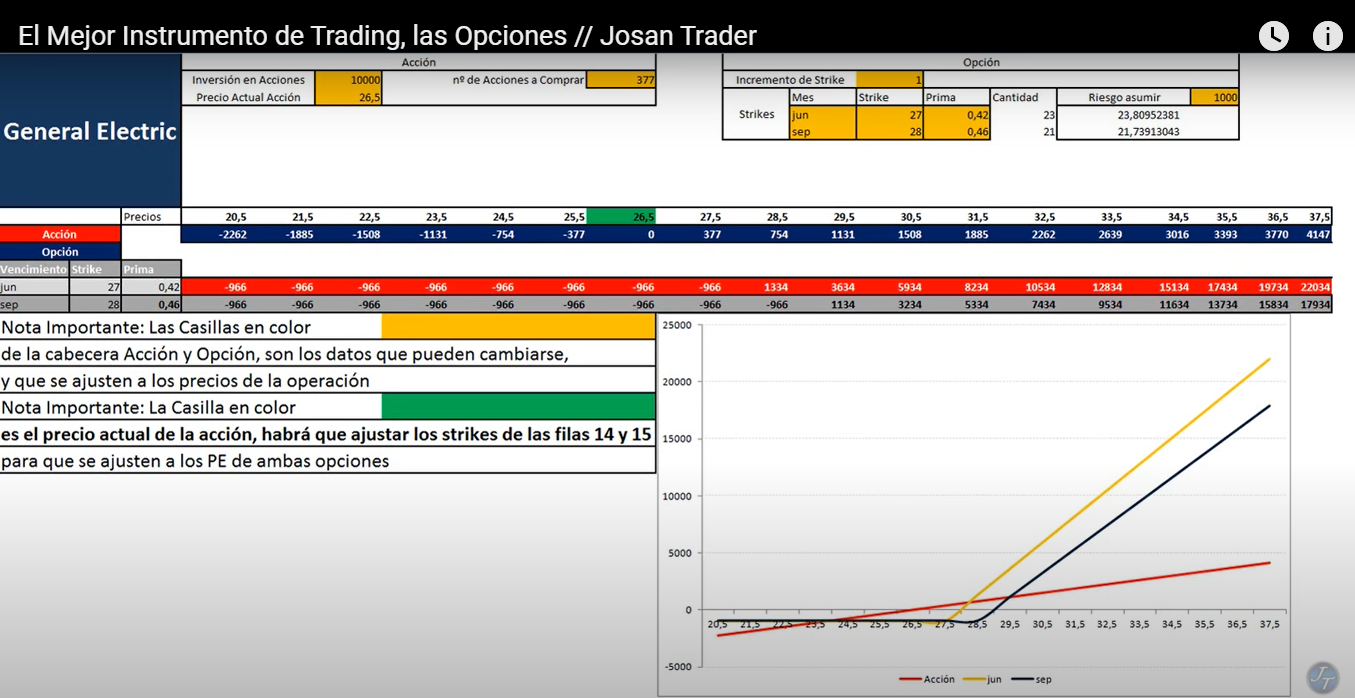 El Mejor Instrumento de Trading, las Opciones // Josan Trader
General Electric
Acción
Inversión en Acciones 10000 nº de Acciones a Comprar 377
Precio Actual Acción 26,5
Opción
Incremento de Strike 1
Mes Strike Prima Cantidad Riesgo asumir 1000
Strikes jun 27 0,42 23 23,80952381
sep 28 0,46 21 21,73913043
Precios 20,5 21,5 22,5 23,5 24,5 25,5 26,5 27,5 28,5 29,5 30,5 31,5 32,5 33,5 34,5 35,5 36,5 37,5
Acción -2262 -1885 -1508 -1131 -754 -377 0 377 754 1131 1508 1885 2262 2639 3016 3393 3770 4147
Opción
Vencimiento Strike Prima
jun 27 0,42 -966 -966 -966 -966 -966 -966 -966 -966 1334 3634 5934 8234 10534 12834 15134 17434 19734 22034
sep 28 0,46 -966 -966 -966 -966 -966 -966 -966 -966 -966 1134 3234 5334 7434 9534 11634 13734 15834 17934
Nota Importante: Las Casillas en color
de la cabecera Acción y Opción, son los datos que pueden cambiarse,
y que se ajusten a los precios de la operación
Nota Importante: La Casilla en color
es el precio actual de la acción, habrá que ajustar los strikes de las filas 14 y 15
para que se ajusten a los PE de ambas opciones
25000
20000
15000
10000
5000
0
20,5 21,5 22,5 23,5 24,5 25,5 26,5 27,5 28,5 29,5 30,5 31,5 32,5 33,5 34,5 35,5 36,5 37,5
-5000
Acción jun sep
JT